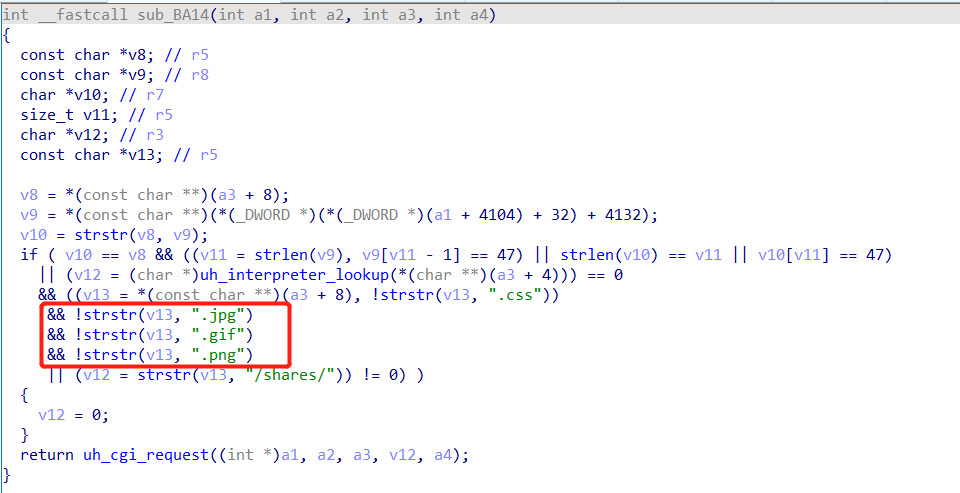 int __fastcall sub_BA14(int a1, int a2, int a3, int a4)
{
  const char *v8; // r5
  const char *v9; // r8
  char *v10; // r7
  size_t v11; // r5
  char *v12; // r3
  const char *v13; // r5

  v8 = *(const char **)(a3 + 8);
  v9 = *(const char **)(*(_DWORD *)(*(_DWORD *)(a1 + 4104) + 32) + 4132);
  v10 = strstr(v8, v9);
  if ( v10 == v8 && ((v11 = strlen(v9), v9[v11 - 1] == 47) || strlen(v10) == v11 || v10[v11] == 47)
    || (v12 = (char *)uh_interpreter_lookup(*(char **)(a3 + 4))) == 0
    && ((v13 = *(const char **)(a3 + 8), !strstr(v13, ".css"))
     && !strstr(v13, ".jpg")
     && !strstr(v13, ".gif")
     && !strstr(v13, ".png")
     || (v12 = strstr(v13, "/shares/")) != 0) )
  {
    v12 = 0;
  }
  return uh_cgi_request((int *)a1, a2, a3, v12, a4);
}